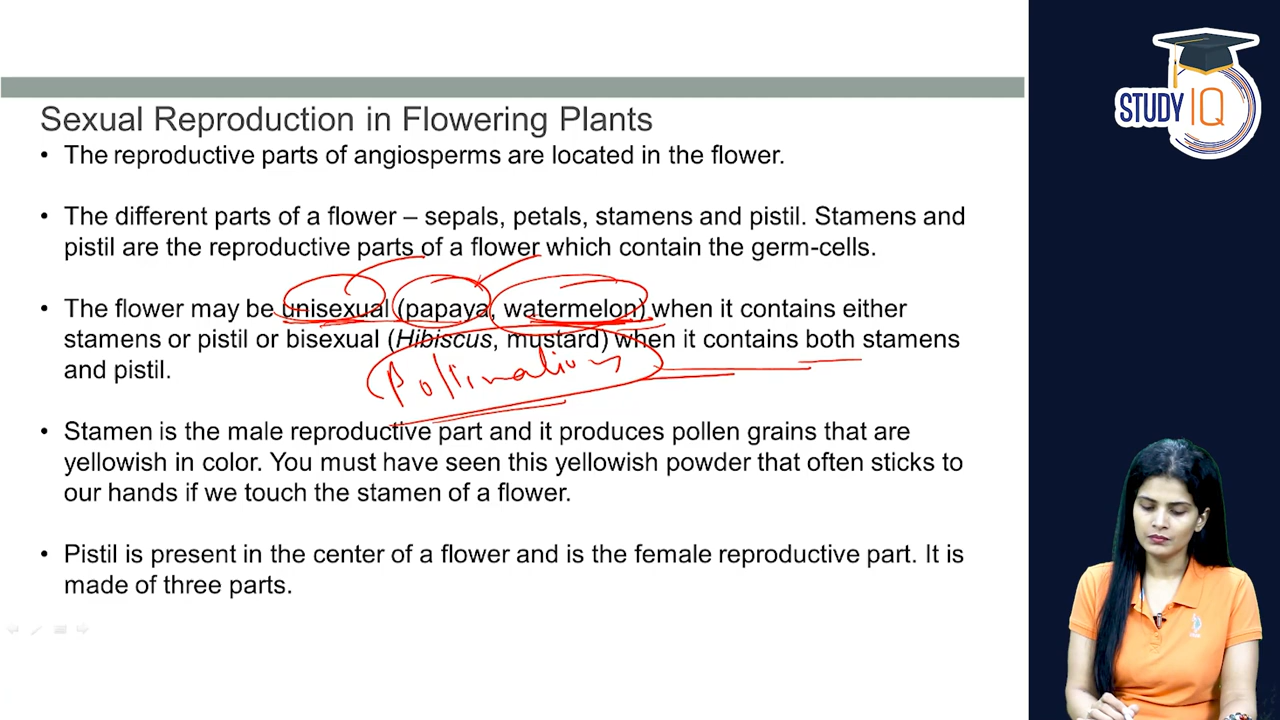 STUDY IQ
Sexual Reproduction in Flowering Plants
• The reproductive parts of angiosperms are located in the flower.
• The different parts of a flower – sepals, petals, stamens and pistil. Stamens and
pistil are the reproductive parts of a flower which contain the germ-cells.
• The flower may be unisexual (papaya, watermelon) when it contains either
stamens or pistil or bisexual (Hibiscus, mustard) when it contains both stamens
and pistil.
Pollination
• Stamen is the male reproductive part and it produces pollen grains that are
yellowish in color. You must have seen this yellowish powder that often sticks to
our hands if we touch the stamen of a flower.
• Pistil is present in the center of a flower and is the female reproductive part. It is
made of three parts.